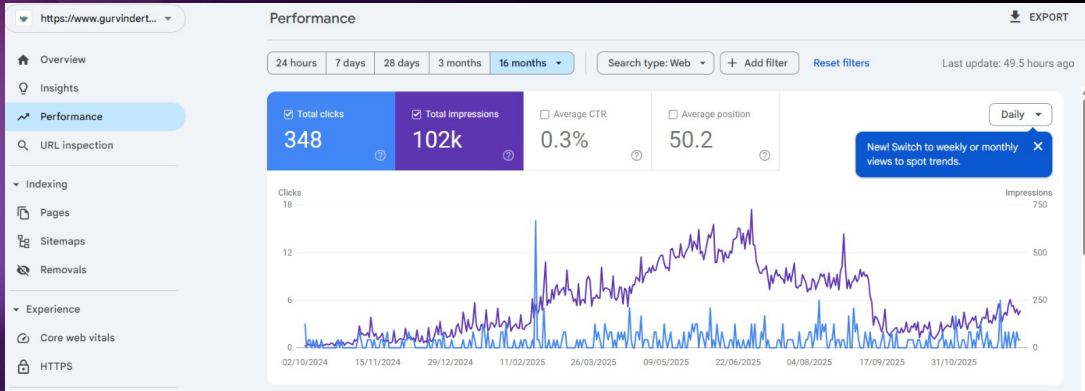 https://www.gurvindert...
Performance
EXPORT
Overview
Insights
Performance
URL inspection
Indexing
Pages
Sitemaps
Removals
Experience
Core web vitals
HTTPS
24 hours 7 days 28 days 3 months 16 months
Search type: Web
+ Add filter
Reset filters
Last update: 49.5 hours ago
Total clicks
348
Total impressions
102k
Average CTR
0.3%
Average position
50.2
Daily
New! Switch to weekly or monthly
views to spot trends.
Clicks
Impressions
18
12
6
0
750
500
250
0
02/10/2024 15/11/2024 29/12/2024 11/02/2025 26/03/2025 09/05/2025 22/06/2025 04/08/2025 17/09/2025 31/10/2025